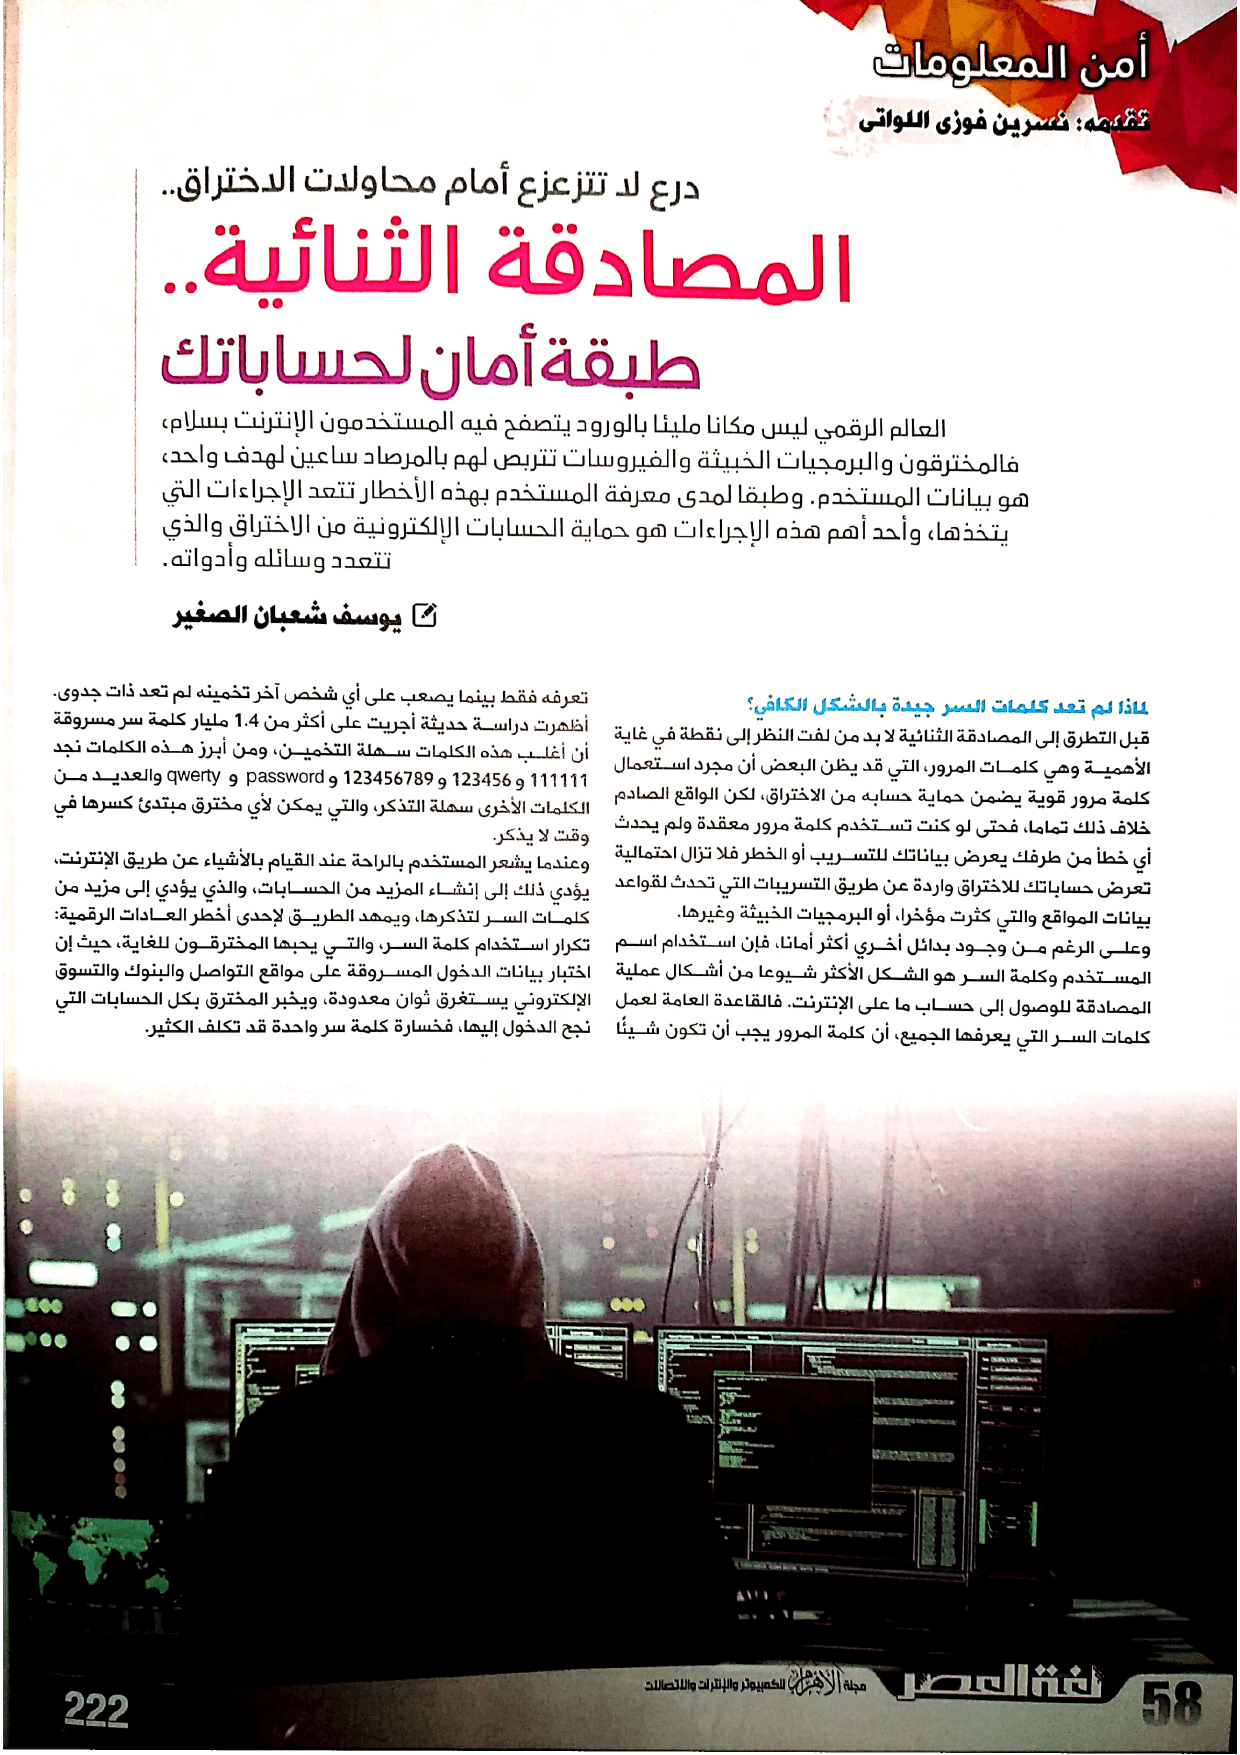 أمن المعلومات
تقدمه: نسرين فوزى اللواتى
درع لا تتزعزع أمام محاولات الاختراق..
المصادقة الثنائية..
طبقة أمان لحساباتك
العالم الرقمي ليس مكانا مليئا بالورود يتصفح فيه المستخدمون الإنترنت بسلام،
فالمخترقون والبرمجيات الخبيثة والفيروسات تتربص لهم بالمرصاد ساعين لهدف واحد،
هو بيانات المستخدم. وطبقا لمدى معرفة المستخدم بهذه الأخطار تتعد الإجراءات التي
يتخذها، وأحد أهم هذه الإجراءات هو حماية الحسابات الإلكترونية من الاختراق والذي
تتعدد وسائله وأدواته.
يوسف شعبان الصغير
لماذا لم تعد كلمات السر جيدة بالشكل الكافي؟
قبل التطرق إلى المصادقة الثنائية لا بد من لفت النظر إلى نقطة في غاية
الأهمية وهي كلمات المرور، التي قد يظن البعض أن مجرد استعمال
كلمة مرور قوية يضمن حماية حسابه من الاختراق، لكن الواقع الصادم
خلاف ذلك تماما، فحتى لو كنت تستخدم كلمة مرور معقدة ولم يحدث
أي خطأ من طرفك يعرض بياناتك للتسريب أو الخطر فلا تزال احتمالية
تعرض حساباتك للاختراق واردة عن طريق التسريبات التي تحدث لقواعد
بيانات المواقع والتي كثرت مؤخرا، أو البرمجيات الخبيثة وغيرها.
وعلى الرغم من وجود بدائل أخري أكثر أمانا، فإن استخدام اسم
المستخدم وكلمة السر هو الشكل الأكثر شيوعا من أشكال عملية
المصادقة للوصول إلى حساب ما على الإنترنت. فالقاعدة العامة لعمل
كلمات السر التي يعرفها الجميع، أن كلمة المرور يجب أن تكون شيئًا
تعرفه فقط بينما يصعب على أي شخص آخر تخمينه لم تعد ذات جدوى.
أظهرت دراسة حديثة أجريت على أكثر من 1.4 مليار كلمة سر مسروقة
أن أغلب هذه الكلمات سهلة التخمين، ومن أبرز هذه الكلمات نجد
111111 و 123456 و 123456789 و password و qwerty والعديد من
الكلمات الأخرى سهلة التذكر، والتي يمكن لأي مخترق مبتدئ كسرها في
وقت لا يذكر.
وعندما يشعر المستخدم بالراحة عند القيام بالأشياء عن طريق الإنترنت،
يؤدي ذلك إلى إنشاء المزيد من الحسابات، والذي يؤدي إلى مزيد من
كلمات السر لتذكرها، ويمهد الطريق لإحدى أخطر العادات الرقمية:
تكرار استخدام كلمة السر، والتي يحبها المخترقون للغاية، حيث إن
اختبار بيانات الدخول المسروقة على مواقع التواصل والبنوك والتسوق
الإلكتروني يستغرق ثوان معدودة، ويخبر المخترق بكل الحسابات التي
نجح الدخول إليها، فخسارة كلمة سر واحدة قد تكلف الكثير.
58
لغة العصر
مجلة الأهرام للكمبيوتر والإنترنت والاتصالات
222